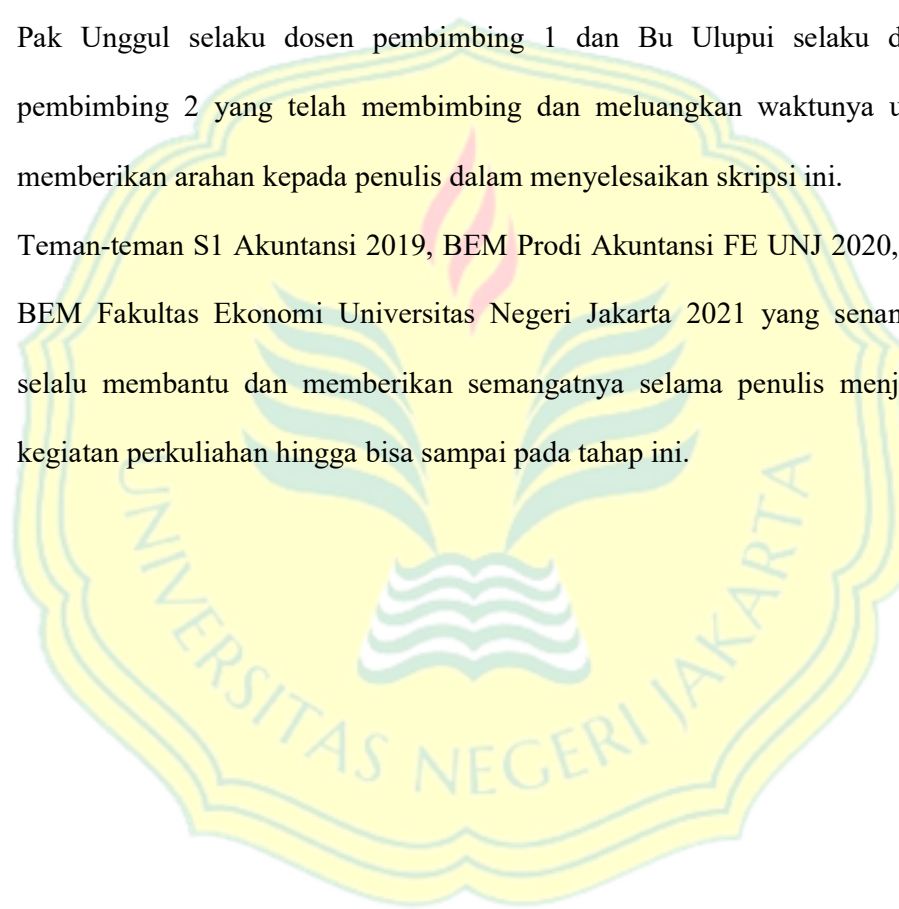 Pak Unggul selaku dosen pembimbing 1 dan Bu Ulupui selaku
pembimbing 2 yang telah membimbing dan meluangkan waktunya
memberikan arahan kepada penulis dalam menyelesaikan skripsi ini.
Teman-teman S1 Akuntansi 2019, BEM Prodi Akuntansi FE UNJ 2020,
BEM Fakultas Ekonomi Universitas Negeri Jakarta 2021 yang
selalu membantu dan memberikan semangatnya selama penulis
kegiatan perkuliahan hingga bisa sampai pada tahap ini.
UNIVERSITAS NEGERI JAKARTA